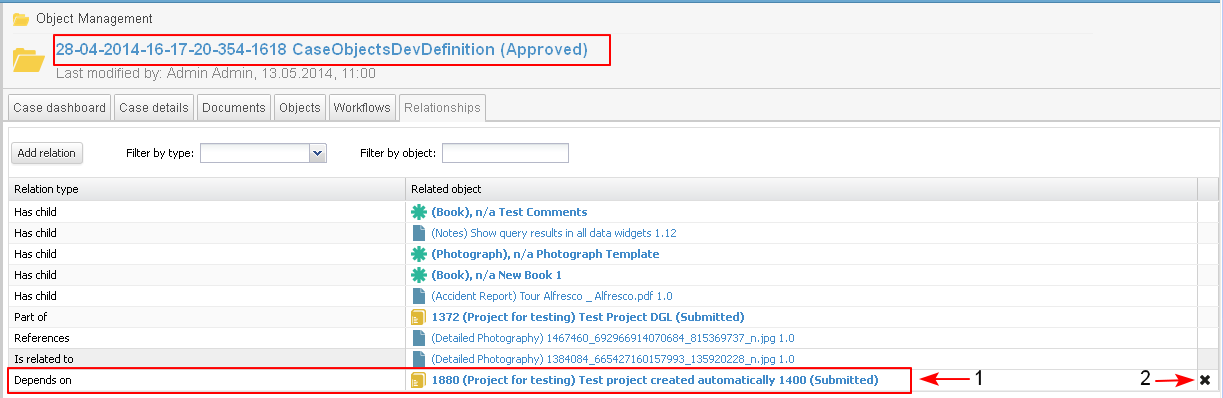 Object Management
28-04-2014-16-17-20-354-1618 CaseObjectsDevDefinition (Approved)
Last modified by: Admin Admin, 13.05.2014, 11:00
Case dashboard Case details Documents Objects Workflows Relationships
Add relation Filter by type: Filter by object:
Relation type Related object
Has child (Book), n/a Test Comments
Has child (Notes) Show query results in all data widgets 1.12
Has child (Photograph), n/a Photograph Template
Has child (Book), n/a New Book 1
Has child (Accident Report) Tour Alfresco _ Alfresco.pdf 1.0
Part of 1372 (Project for testing) Test Project DGL (Submitted)
References (Detailed Photography) 1467460_692966914070684_815369737_n.jpg 1.0
Is related to (Detailed Photography) 1384084_665427160157993_135920228_n.jpg 1.0
Depends on 1880 (Project for testing) Test project created automatically 1400 (Submitted) 1 2